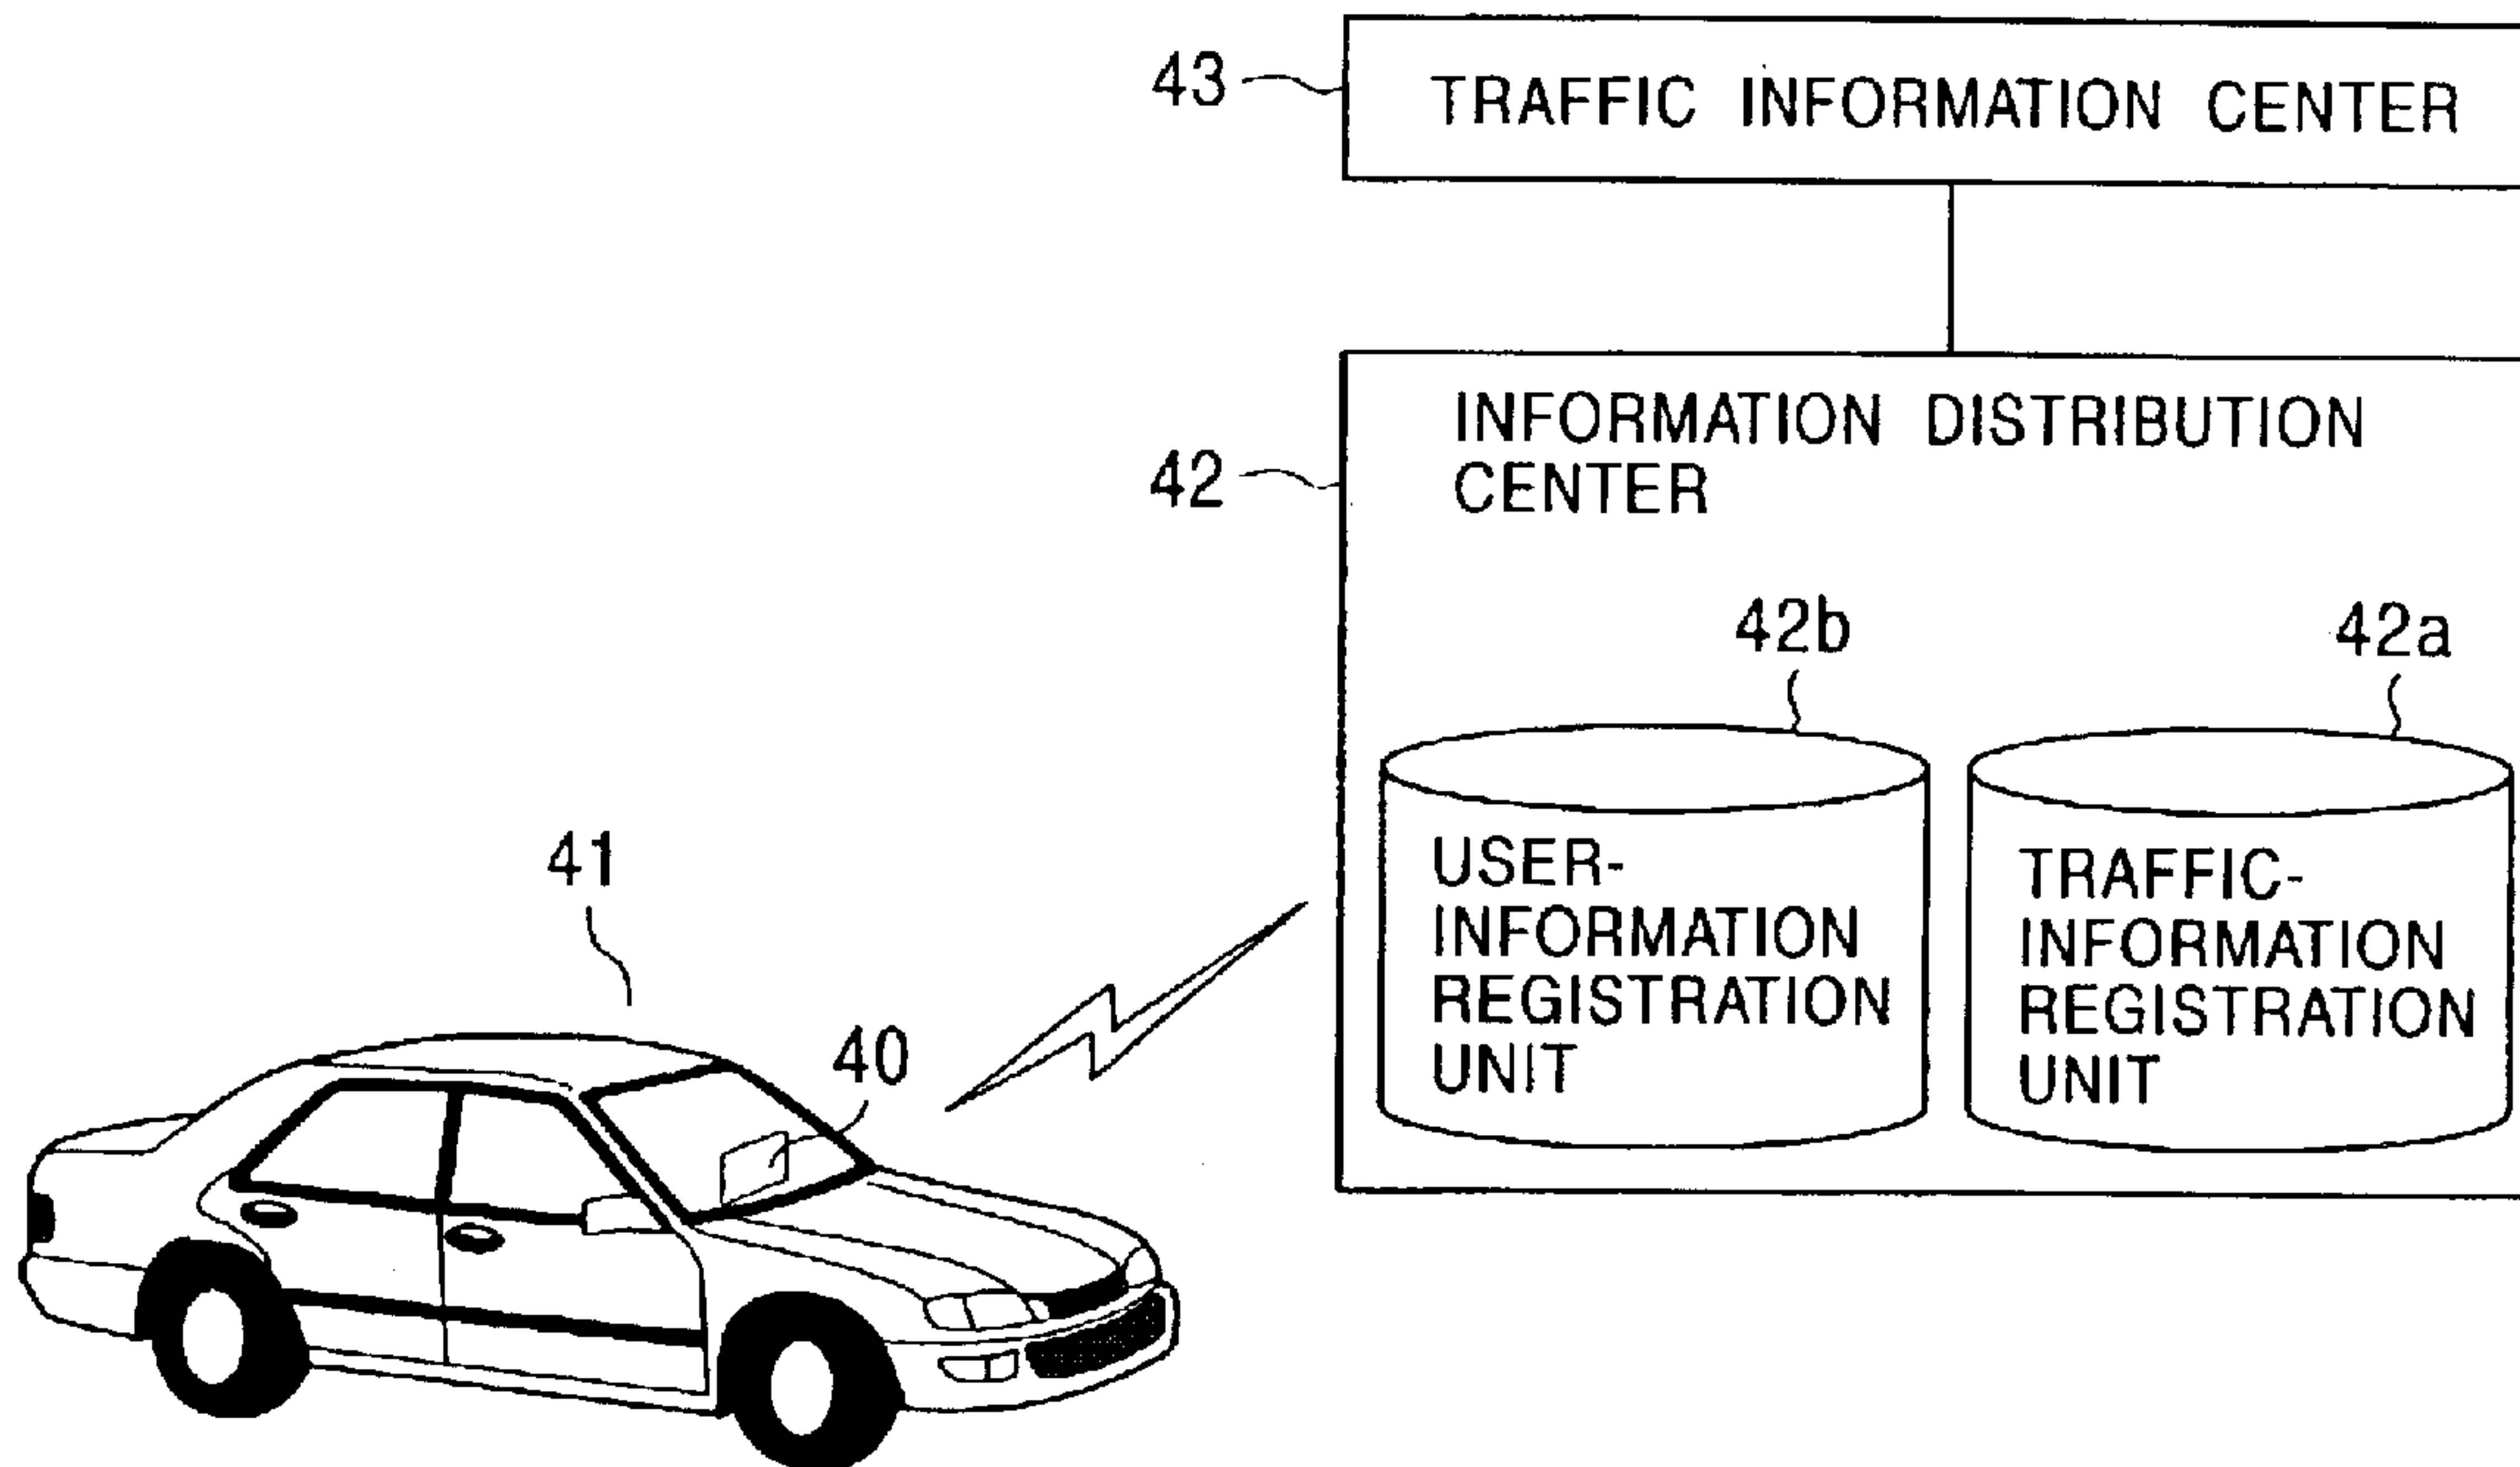 43
TRAFFIC INFORMATION CENTER
INFORMATION DISTRIBUTION
CENTER
42
42b
42a
USER-
INFORMATION
REGISTRATION
UNIT
TRAFFIC-
INFORMATION
REGISTRATION
UNIT
41
40